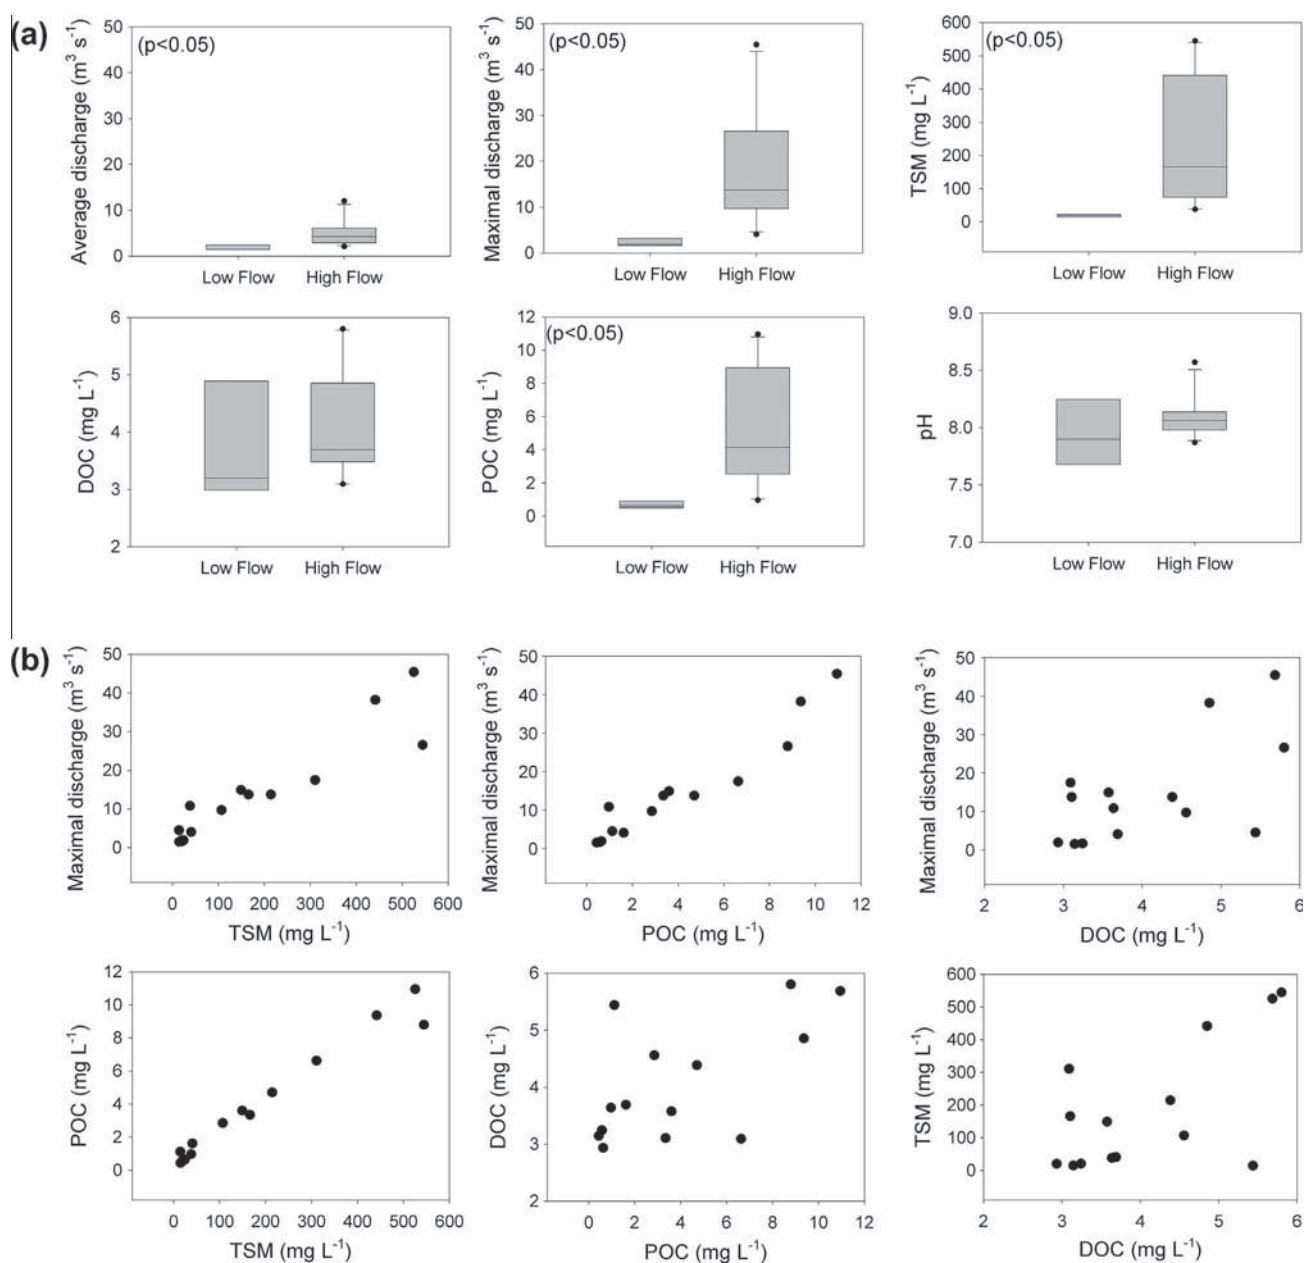 (a)
Average discharge (m³ s⁻¹)
50
40
30
20
10
0
(p<0.05)
Low Flow High Flow
Maximal discharge (m³ s⁻¹)
50
40
30
20
10
0
(p<0.05)
Low Flow High Flow
TSM (mg L⁻¹)
600
500
400
300
200
100
0
(p<0.05)
Low Flow High Flow
DOC (mg L⁻¹)
6
5
4
3
2
Low Flow High Flow
POC (mg L⁻¹)
12
10
8
6
4
2
0
(p<0.05)
Low Flow High Flow
pH
9.0
8.5
8.0
7.5
7.0
Low Flow High Flow
(b)
Maximal discharge (m³ s⁻¹)
50
40
30
20
10
0
0 100 200 300 400 500 600
TSM (mg L⁻¹)
Maximal discharge (m³ s⁻¹)
50
40
30
20
10
0
0 2 4 6 8 10 12
POC (mg L⁻¹)
Maximal discharge (m³ s⁻¹)
50
40
30
20
10
0
2 3 4 5 6
DOC (mg L⁻¹)
POC (mg L⁻¹)
12
10
8
6
4
2
0
0 100 200 300 400 500 600
TSM (mg L⁻¹)
DOC (mg L⁻¹)
6
5
4
3
2
0 2 4 6 8 10 12
POC (mg L⁻¹)
TSM (mg L⁻¹)
600
500
400
300
200
100
0
2 3 4 5 6
DOC (mg L⁻¹)